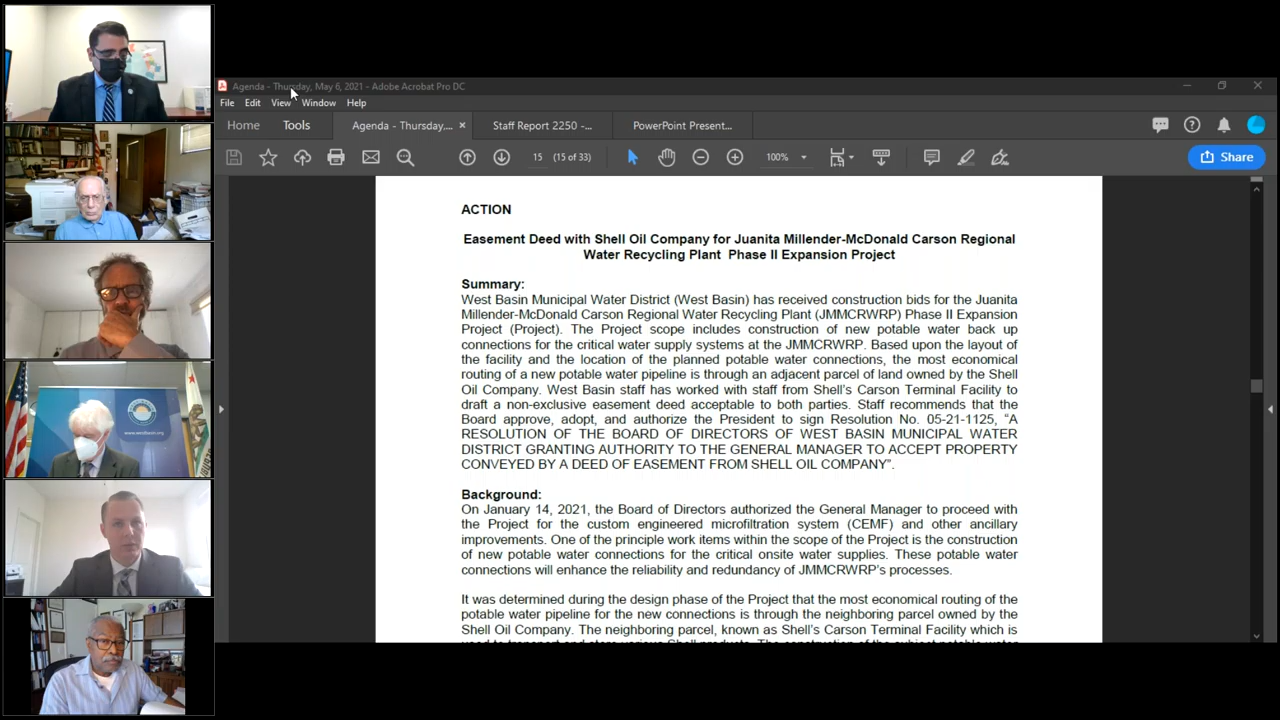 Agenda - Thursday, May 6, 2021 - Adobe Acrobat Pro DC
File Edit View Window Help
Home Tools Agenda - Thursday,... × Staff Report 2250 -... PowerPoint Present...
15 (15 of 33) 100% Share
ACTION
Easement Deed with Shell Oil Company for Juanita Millender-McDonald Carson Regional
Water Recycling Plant Phase II Expansion Project
Summary:
West Basin Municipal Water District (West Basin) has received construction bids for the Juanita
Millender-McDonald Carson Regional Water Recycling Plant (JMMCRWRP) Phase II Expansion
Project (Project). The Project scope includes construction of new potable water back up
connections for the critical water supply systems at the JMMCRWRP. Based upon the layout of
the facility and the location of the planned potable water connections, the most economical
routing of a new potable water pipeline is through an adjacent parcel of land owned by the Shell
Oil Company. West Basin staff has worked with staff from Shell's Carson Terminal Facility to
draft a non-exclusive easement deed acceptable to both parties. Staff recommends that the
Board approve, adopt, and authorize the President to sign Resolution No. 05-21-1125, “A
RESOLUTION OF THE BOARD OF DIRECTORS OF WEST BASIN MUNICIPAL WATER
DISTRICT GRANTING AUTHORITY TO THE GENERAL MANAGER TO ACCEPT PROPERTY
CONVEYED BY A DEED OF EASEMENT FROM SHELL OIL COMPANY”.
Background:
On January 14, 2021, the Board of Directors authorized the General Manager to proceed with
the Project for the custom engineered microfiltration system (CEMF) and other ancillary
improvements. One of the principle work items within the scope of the Project is the construction
of new potable water connections for the critical onsite water supplies. These potable water
connections will enhance the reliability and redundancy of JMMCRWRP's processes.
It was determined during the design phase of the Project that the most economical routing of the
potable water pipeline for the new connections is through the neighboring parcel owned by the
Shell Oil Company. The neighboring parcel, known as Shell's Carson Terminal Facility which is